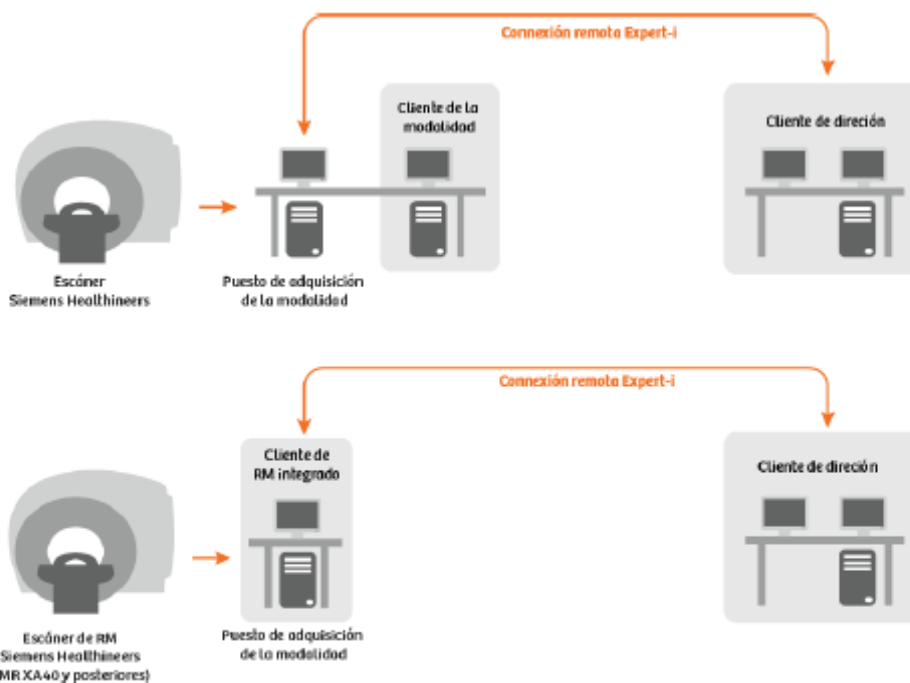 Connexión remota Expert-i
Cliente de la
modalidad
Cliente de direción
Escáner
Siemens Healthineers
Puesto de adquisición
de la modalidad
Connexión remota Expert-i
Cliente de
RM integrado
Cliente de direción
Escáner de RM
Siemens Healthineers
MR XA40 y posteriores)
Puesto de adquisición
de la modalidad